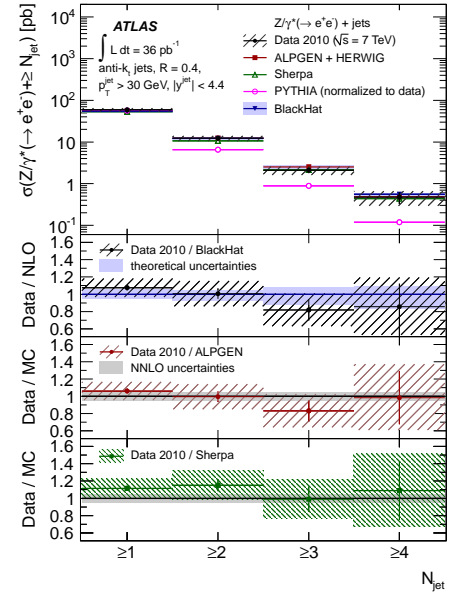 σ(Z/γ*(→ e⁺e⁻)+≥ N_jet) [pb]
10⁶
10⁵
10⁴
10³
10²
10
1
10⁻¹
ATLAS
∫ L dt = 36 pb⁻¹
anti-k_t jets, R = 0.4,
p_T^jet > 30 GeV, |y^jet| < 4.4
Z/γ*(→ e⁺e⁻) + jets
Data 2010 (√s = 7 TeV)
ALPGEN + HERWIG
Sherpa
PYTHIA (normalized to data)
BlackHat
Data / NLO
1.6
1.4
1.2
1
0.8
0.6
Data 2010 / BlackHat
theoretical uncertainties
Data / MC
1.6
1.4
1.2
1
0.8
0.6
Data 2010 / ALPGEN
NNLO uncertainties
Data / MC
1.6
1.4
1.2
1
0.8
0.6
Data 2010 / Sherpa
≥1 ≥2 ≥3 ≥4
N_jet